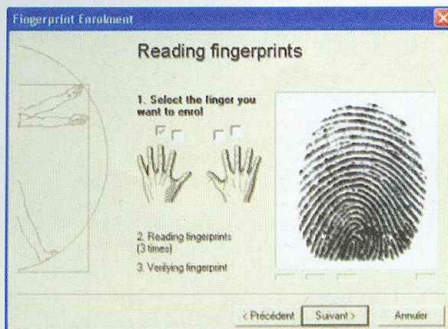 Fingerprint Enrolment
Reading fingerprints
1. Select the finger you
want to enrol
2. Reading fingerprints
(3 times)
3. Verifying fingerprint
< Précédent
Suivant >
Annuler